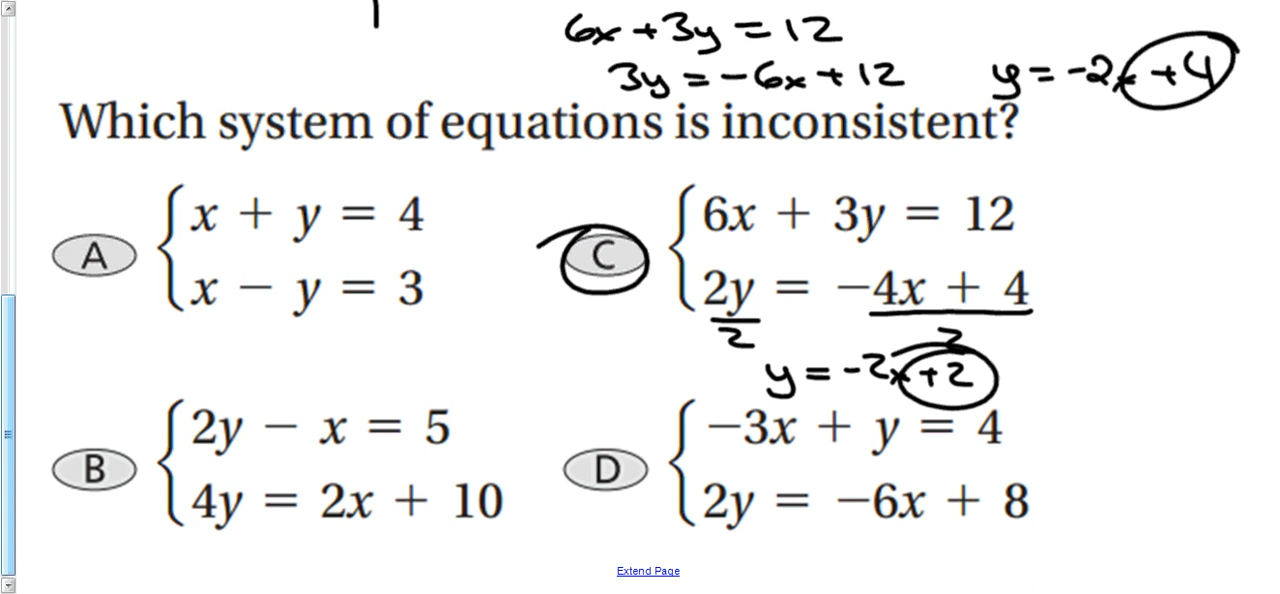 6x + 3y = 12
3y = -6x + 12
y = -2x + 4
Which system of equations is inconsistent?
A
x + y = 4
x − y = 3
C
6x + 3y = 12
2y = −4x + 4
2 2
y = -2x + 2
B
2y − x = 5
4y = 2x + 10
D
−3x + y = 4
2y = −6x + 8
Extend Page